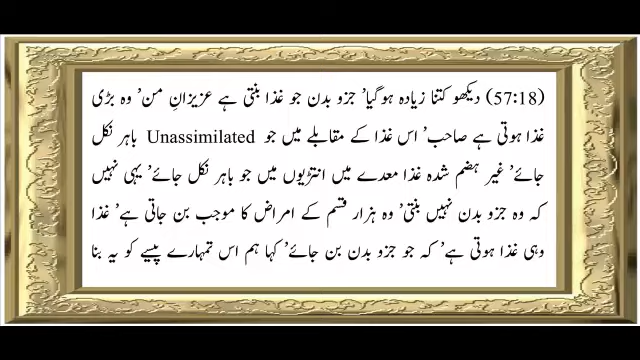 (57:18) دیکھو کتنا زیادہ ہوگیا’ جزو بدن جو غذا بنتی ہے عزیزانِ من’ وہ بڑی
غذا ہوتی ہے صاحب’ اس غذا کے مقابلے میں جو Unassimilated باہر نکل
جائے’ غیر ہضم شدہ غذا معدے میں انتڑیوں میں جو باہر نکل جائے’ یہی نہیں
کہ وہ جزو بدن نہیں بنتی’ وہ ہزار قسم کے امراض کا موجب بن جاتی ہے’ غذا
وہی غذا ہوتی ہے’ کہ جو جزو بدن بن جائے’ کہا ہم اس تمہارے پیسے کو یہ بنا